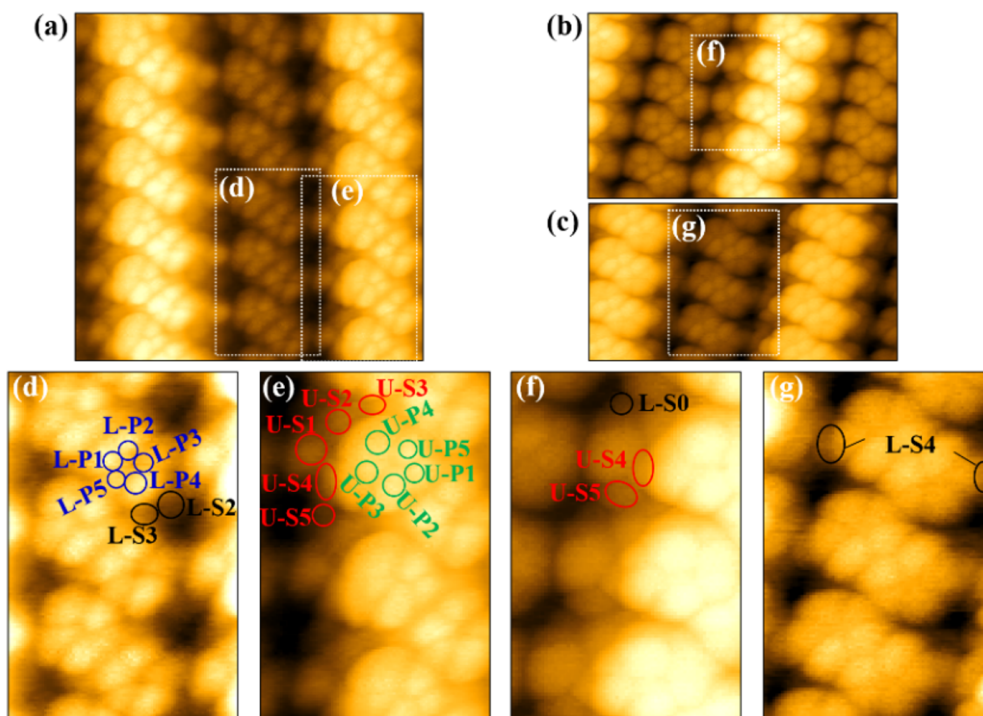 (a)
(b)
(f)
(c)
(g)
(d)
(e)
(d)
L-P2
L-P1
L-P3
L-P5
L-P4
L-S2
L-S3
(e)
U-S3
U-S2
U-P4
U-S1
U-P5
U-P1
U-S4
U-P3
U-P2
U-S5
(f)
L-S0
U-S4
U-S5
(g)
L-S4